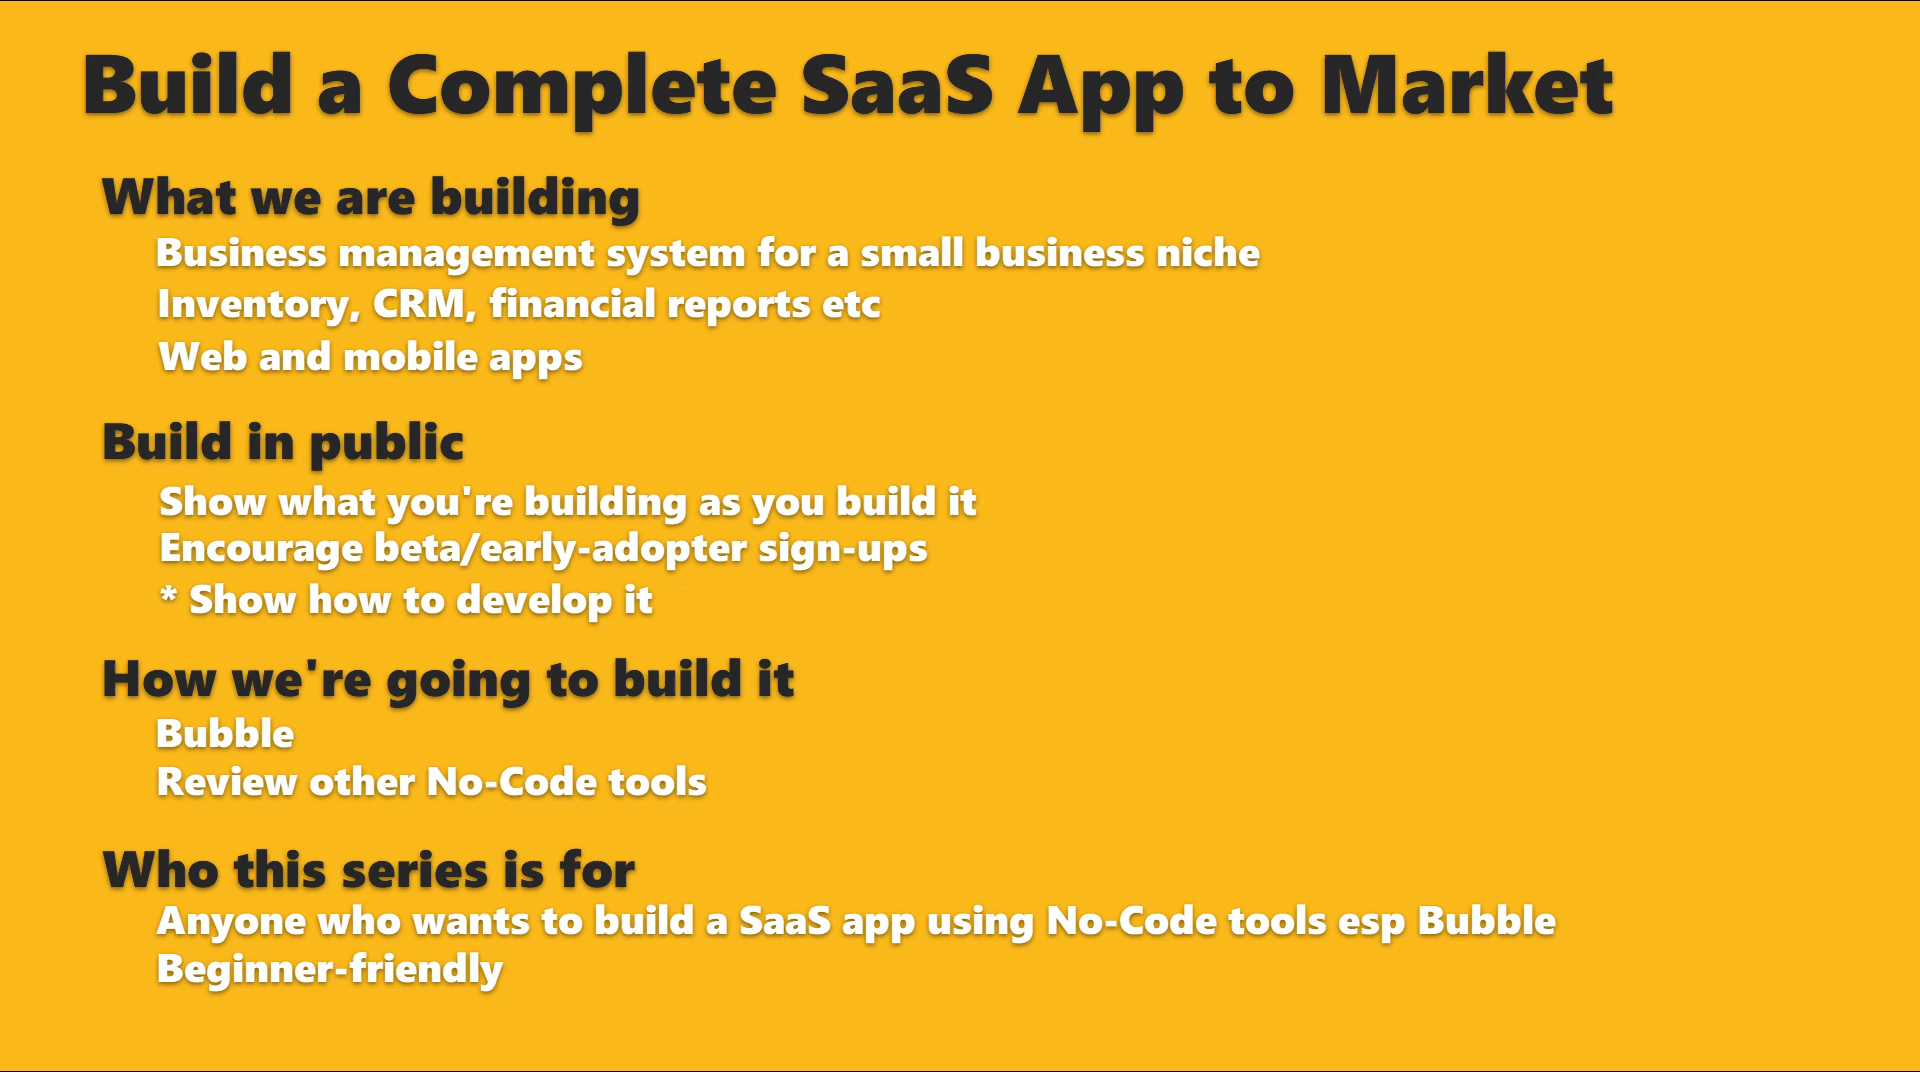 Build a Complete SaaS App to Market
What we are building
Business management system for a small business niche
Inventory, CRM, financial reports etc
Web and mobile apps
Build in public
Show what you're building as you build it
Encourage beta/early-adopter sign-ups
* Show how to develop it
How we're going to build it
Bubble
Review other No-Code tools
Who this series is for
Anyone who wants to build a SaaS app using No-Code tools esp Bubble
Beginner-friendly